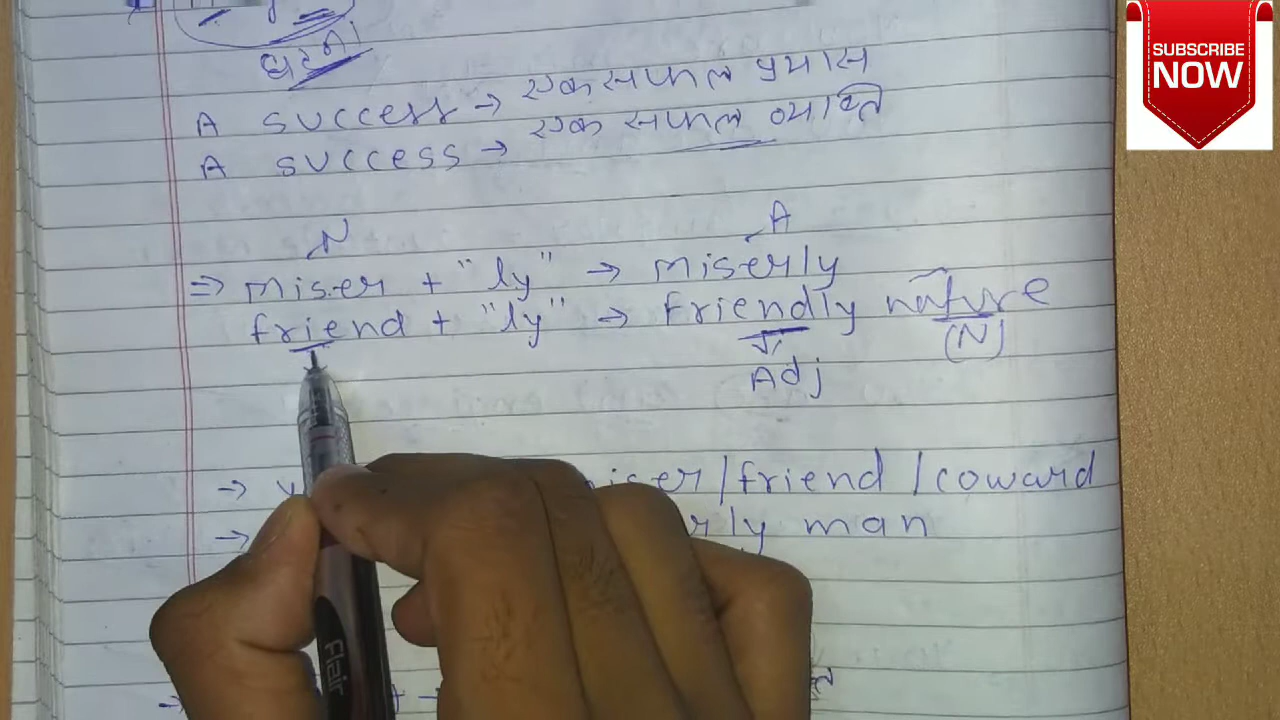 घटना
A success → एक सफल प्रयास
A success → एक सफल व्यक्ति
N A
⇒ miser + "ly" → miserly
friend + "ly" → friendly nature
Adj (N)
→ /friend /coward
→ man
SUBSCRIBE
NOW
Flair